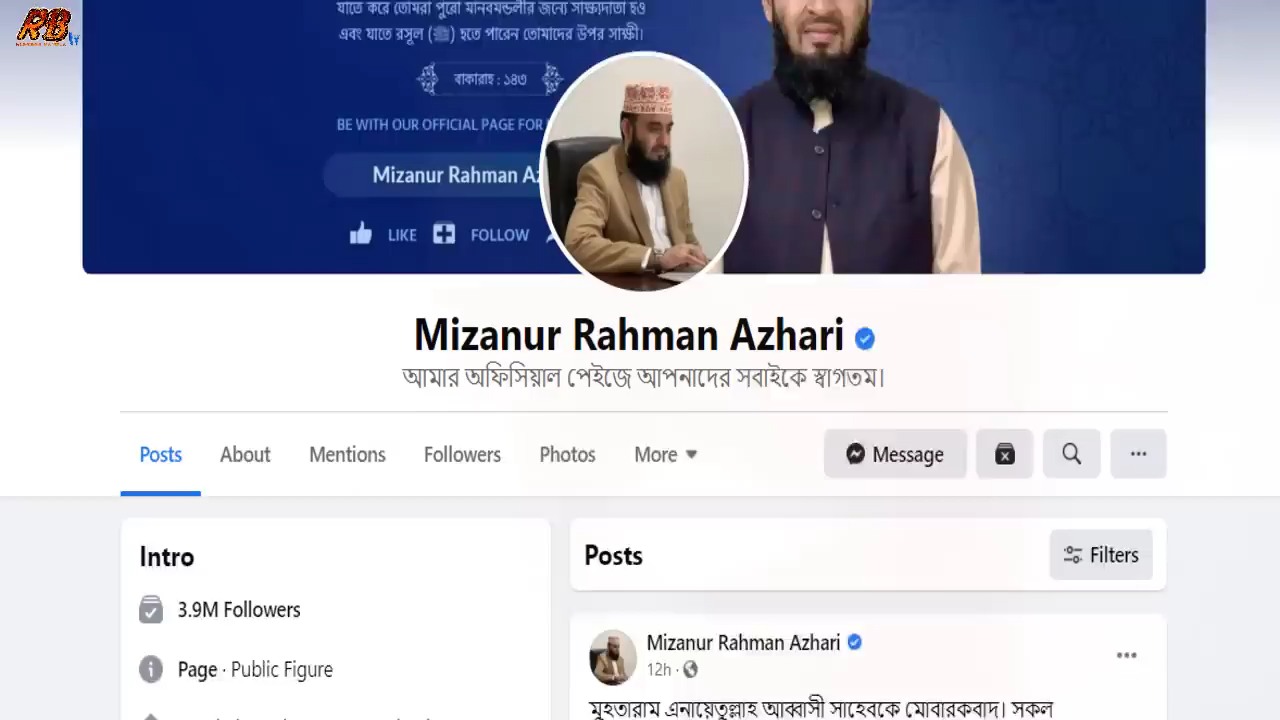 RB
tv
যাতে করে তোমরা পুরো মানবমন্ডলীর জন্যে সাক্ষ্যদাতা হও
এবং যাতে রসূল (ﷺ) হতে পারেন তোমাদের উপর সাক্ষী।
বাকারাহ : ১৪৩
BE WITH OUR OFFICIAL PAGE FOR
Mizanur Rahman Az
LIKE FOLLOW
Mizanur Rahman Azhari
আমার অফিসিয়াল পেইজে আপনাদের সবাইকে স্বাগতম।
Posts About Mentions Followers Photos More Message
Intro
3.9M Followers
Page · Public Figure
Posts Filters
Mizanur Rahman Azhari
12h ·
মুহতারাম এনায়েতুল্লাহ আব্বাসী সাহেবকে মোবারকবাদ। সকল